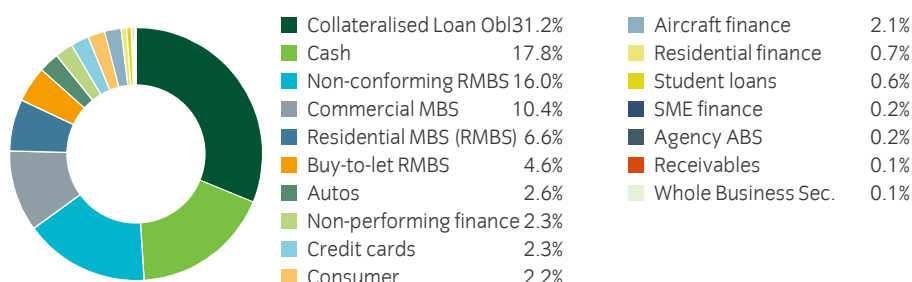 Collateralised Loan Obl31.2%
Cash 17.8%
Non-conforming RMBS 16.0%
Commercial MBS 10.4%
Residential MBS (RMBS) 6.6%
Buy-to-let RMBS 4.6%
Autos 2.6%
Non-performing finance 2.3%
Credit cards 2.3%
Consumer 2.2%
Aircraft finance 2.1%
Residential finance 0.7%
Student loans 0.6%
SME finance 0.2%
Agency ABS 0.2%
Receivables 0.1%
Whole Business Sec. 0.1%